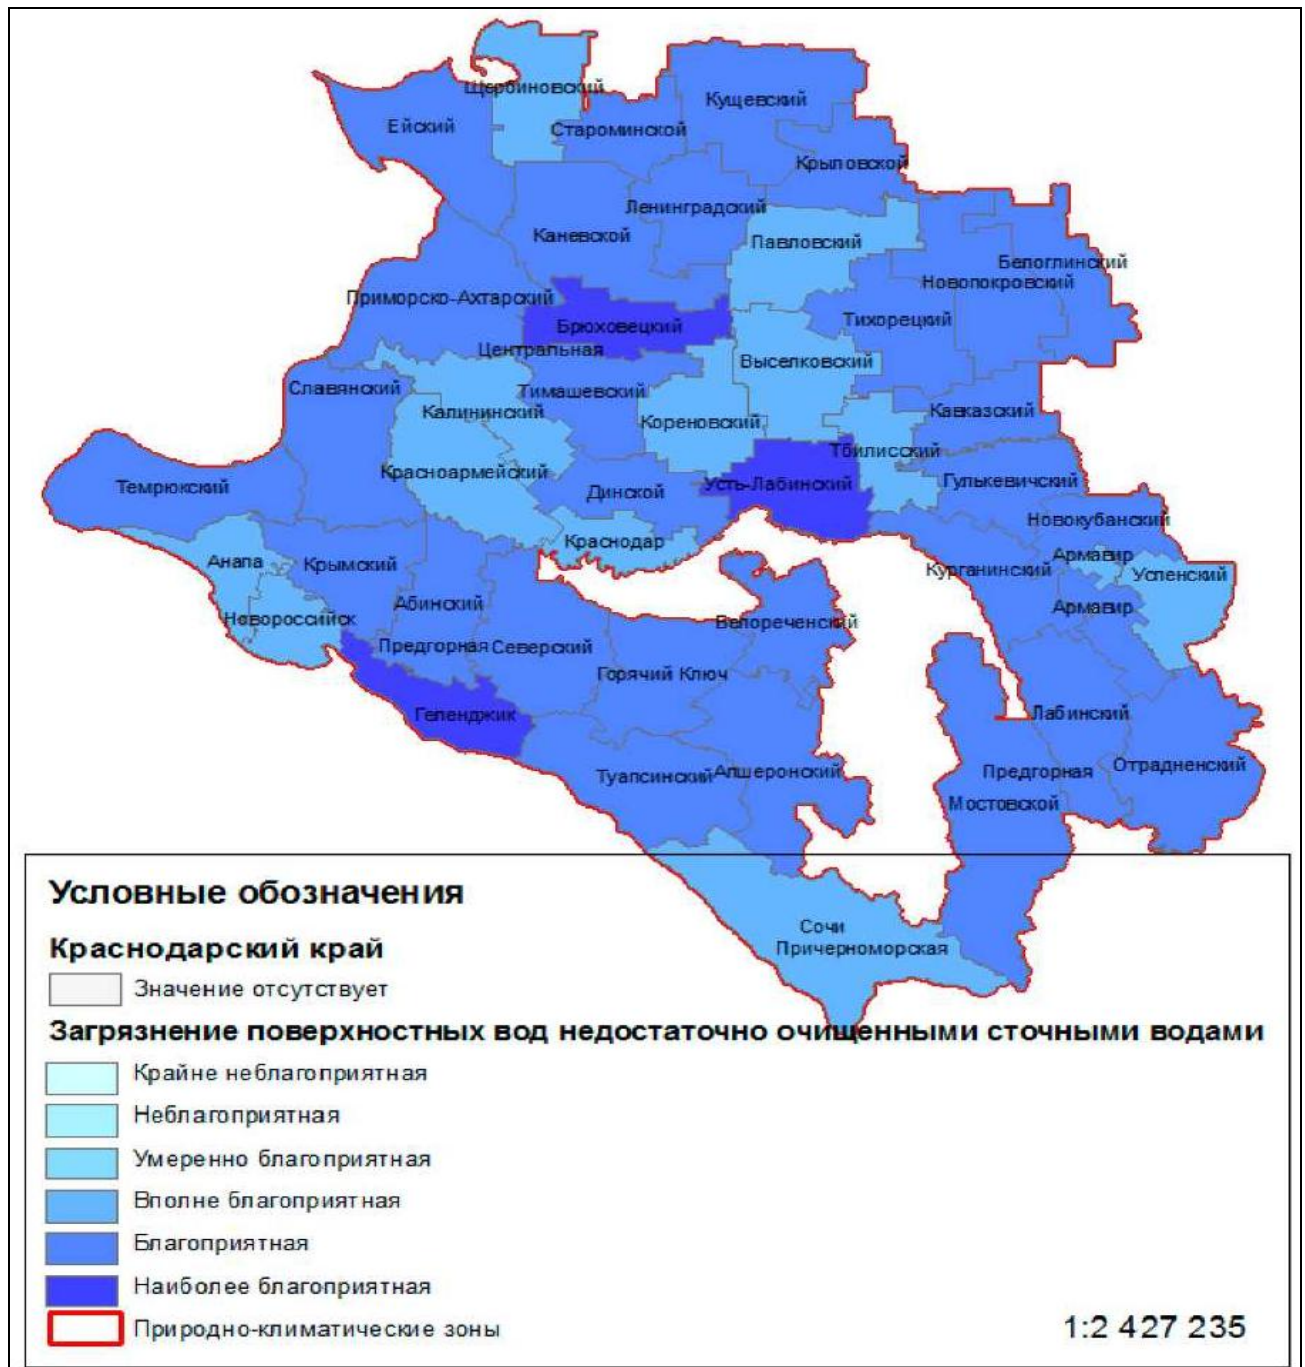 Щербиновский
Ейский
Староминской
Кущевский
Крыловской
Ленинградский
Каневской
Павловский
Белоглинский
Новопокровский
Приморско-Ахтарский
Брюховецкий
Тихорецкий
Центральная
Выселковский
Славянский
Тимашевский
Калининский
Кореновский
Кавказский
Тбилисский
Красноармейский
Темрюкский
Динской
Усть-Лабинский
Гулькевичский
Новокубанский
Краснодар
Анапа
Крымский
Армавир
Курганинский
Успенский
Абинский
Армавир
Новороссийск
Белореченский
Предгорная
Северский
Горячий Ключ
Геленджик
Лабинский
Туапсинский
Апшеронский
Предгорная
Отрадненский
Мостовской
Сочи
Причерноморская
Условные обозначения
Краснодарский край
Значение отсутствует
Загрязнение поверхностных вод недостаточно очищенными сточными водами
Крайне неблагоприятная
Неблагоприятная
Умеренно благоприятная
Вполне благоприятная
Благоприятная
Наиболее благоприятная
Природно-климатические зоны
1:2 427 235